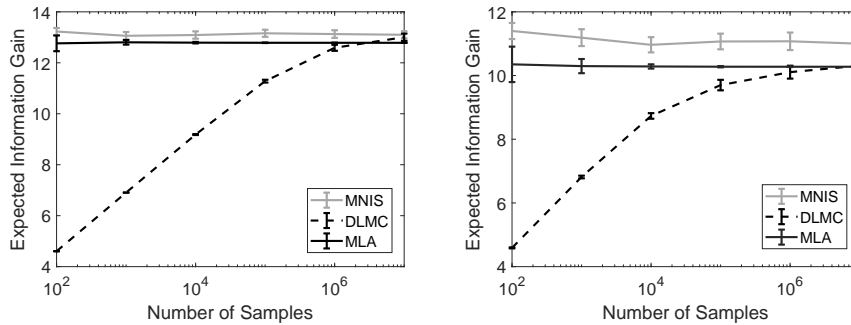 14
12
10
8
6
4
10^2
10^4
10^6
Expected Information Gain
Number of Samples
MNIS
DLMC
MLA
12
10
8
6
4
10^2
10^4
10^6
Expected Information Gain
Number of Samples
MNIS
DLMC
MLA